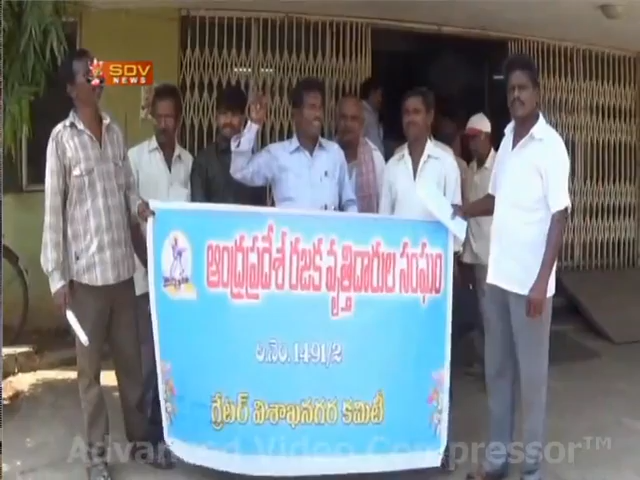 SDV
NEWS
ఆంధ్రప్రదేశ్ రజక వృత్తిదారుల సంఘం
లి.నెం. 1491/2
గ్రేటర్ విశాఖనగర కమిటీ
Advanced Video Compressor™